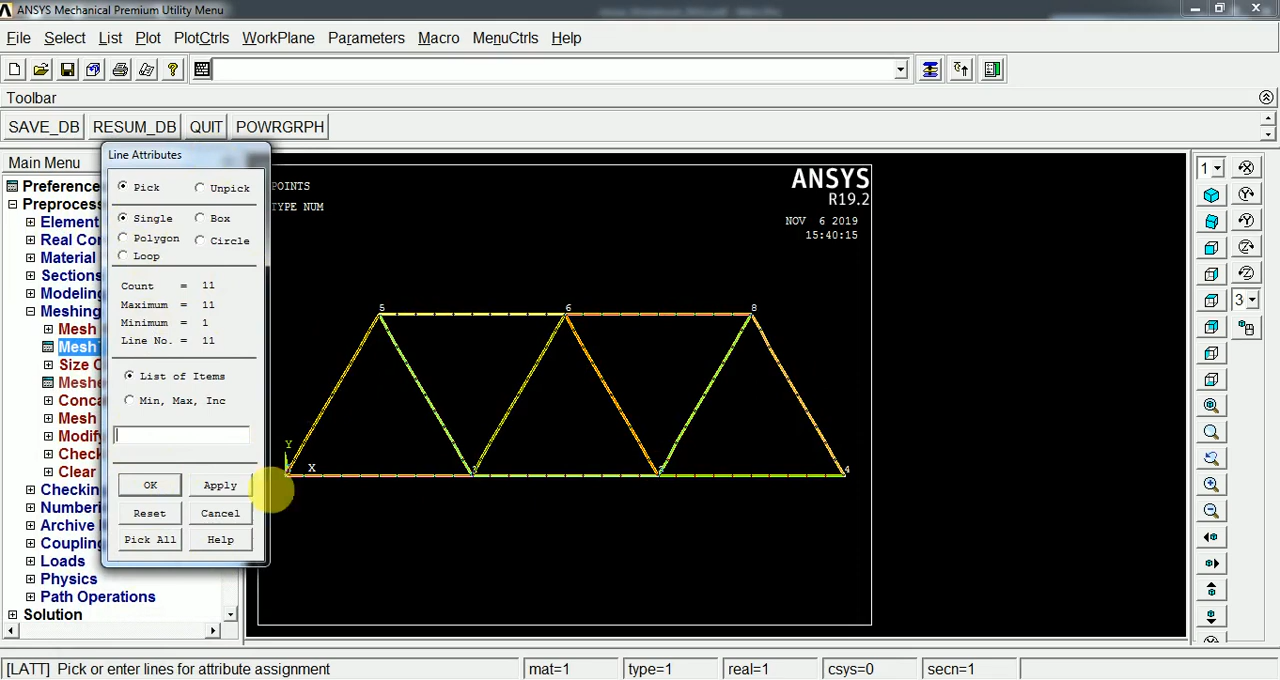 ANSYS Mechanical Premium Utility Menu
File Select List Plot PlotCtrls WorkPlane Parameters Macro MenuCtrls Help
Toolbar
SAVE_DB RESUM_DB QUIT POWRGRPH
Main Menu
Preference
Preproces
Element
Real Con
Material
Sections
Modeling
Meshing
Mesh
Mesh
Size C
Meshe
Conca
Mesh
Modify
Check
Clear
Checking
Numberin
Archive
Coupling
Loads
Physics
Path Operations
Solution
Line Attributes
Pick Unpick
Single Box
Polygon Circle
Loop
Count = 11
Maximum = 11
Minimum = 1
Line No. = 11
List of Items
Min, Max, Inc
OK Apply
Reset Cancel
Pick All Help
POINTS
TYPE NUM
ANSYS
R19.2
NOV 6 2019
15:40:15
5 6 8
Y
X 4
1
3
[LATT] Pick or enter lines for attribute assignment mat=1 type=1 real=1 csys=0 secn=1